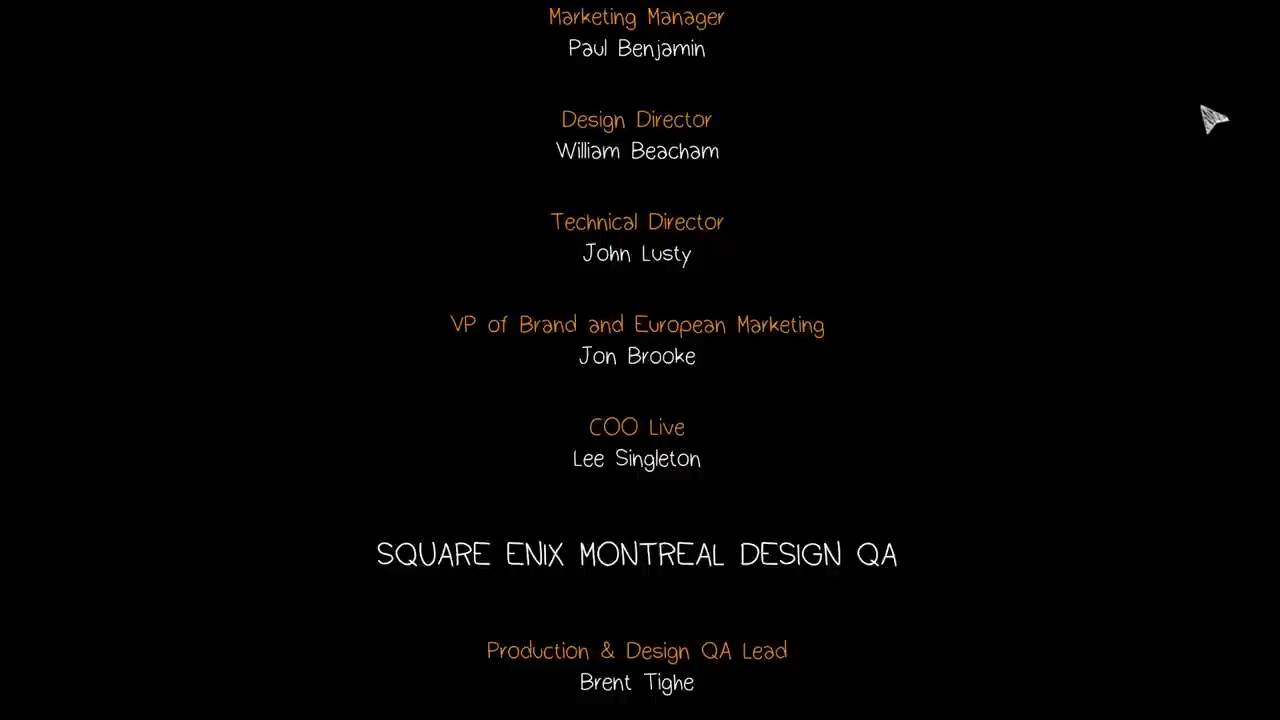 Marketing Manager
Paul Benjamin
Design Director
William Beacham
Technical Director
John Lusty
VP of Brand and European Marketing
Jon Brooke
COO Live
Lee Singleton
SQUARE ENIX MONTREAL DESIGN QA
Production & Design QA Lead
Brent Tighe